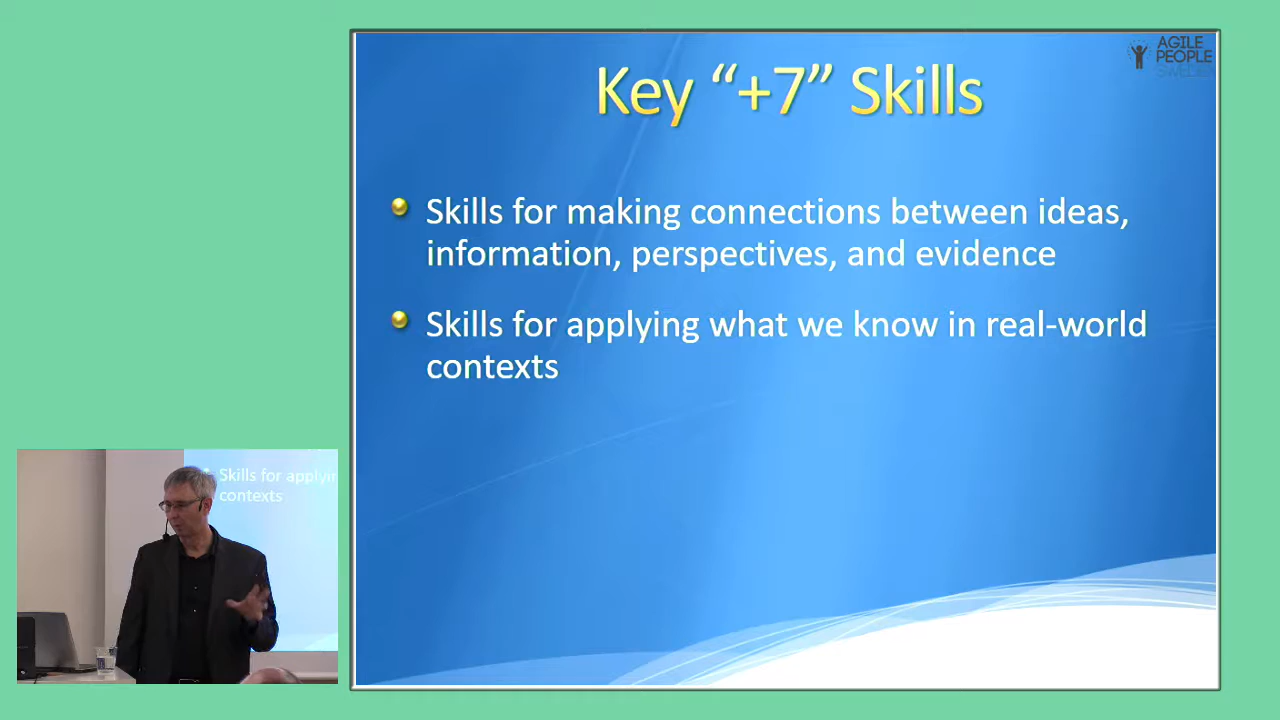 AGILE
PEOPLE
SWEDEN
Key “+7” Skills
Skills for making connections between ideas,
information, perspectives, and evidence
Skills for applying what we know in real-world
contexts
Skills for applyin
contexts